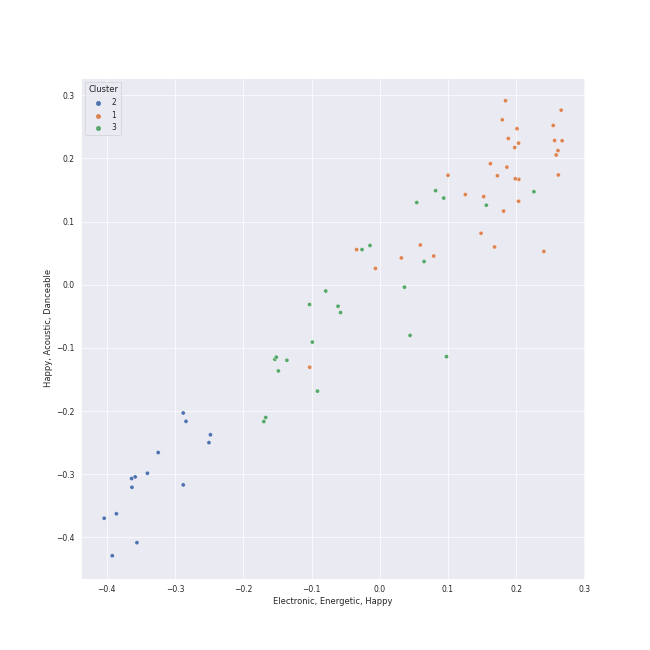 Cluster
2
1
3
0.3
0.2
0.1
0.0
−0.1
−0.2
−0.3
−0.4
Happy, Acoustic, Danceable
−0.4 −0.3 −0.2 −0.1 0.0 0.1 0.2 0.3
Electronic, Energetic, Happy